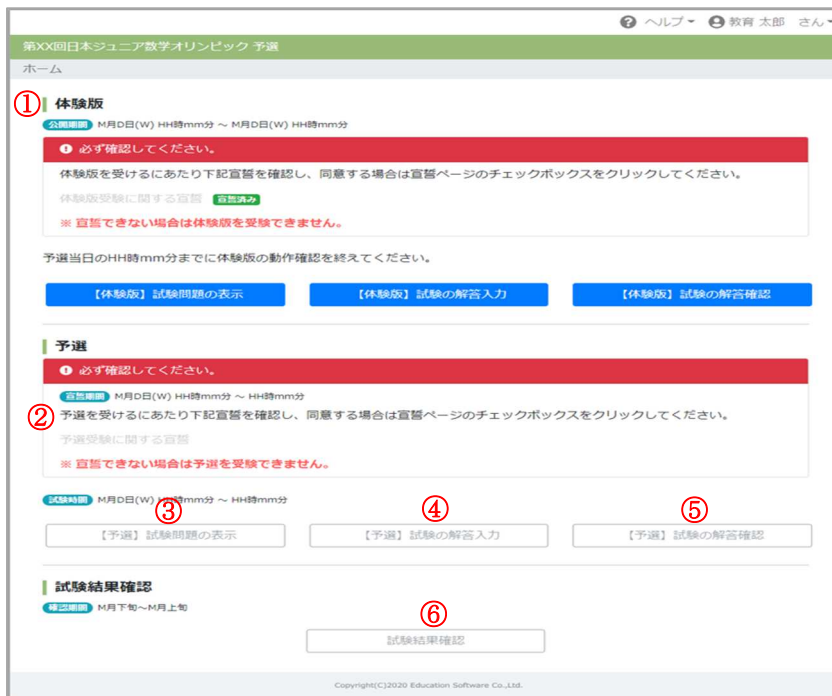 ヘルプ 教育 太郎 さん
第XX回日本ジュニア数学オリンピック 予選
ホーム
① 体験版
公開期間 M月D日(W) HH時mm分 ~ M月D日(W) HH時mm分
必ず確認してください。
体験版を受けるにあたり下記宣誓を確認し、同意する場合は宣誓ページのチェックボックスをクリックしてください。
体験版受験に関する宣誓 宣誓済み
※ 宣誓できない場合は体験版を受験できません。
予選当日のHH時mm分までに体験版の動作確認を終えてください。
【体験版】試験問題の表示 【体験版】試験の解答入力 【体験版】試験の解答確認
予選
必ず確認してください。
宣誓期間 M月D日(W) HH時mm分 ~ HH時mm分
② 予選を受けるにあたり下記宣誓を確認し、同意する場合は宣誓ページのチェックボックスをクリックしてください。
予選受験に関する宣誓
※ 宣誓できない場合は予選を受験できません。
試験時間 M月D日(W) HH時mm分 ~ HH時mm分
③ ④ ⑤
【予選】試験問題の表示 【予選】試験の解答入力 【予選】試験の解答確認
試験結果確認
確認期間 M月下旬~M月上旬
⑥
試験結果確認
Copyright(C)2020 Education Software Co.,Ltd.